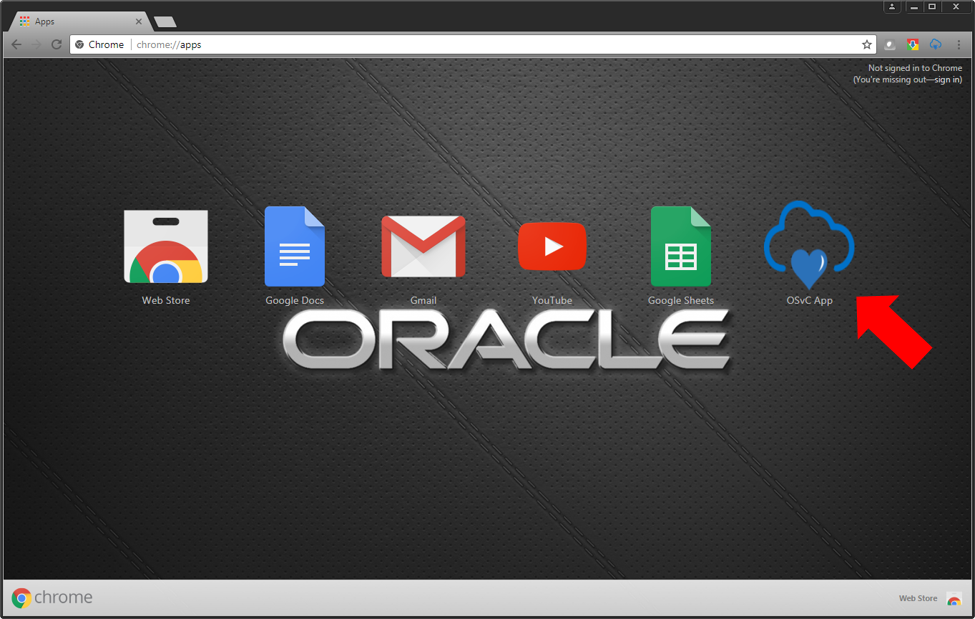 Apps
Chrome
chrome://apps
Not signed in to Chrome
(You're missing out—sign in)
Web Store
Google Docs
Gmail
YouTube
Google Sheets
OSvC App
ORACLE
chrome
Web Store